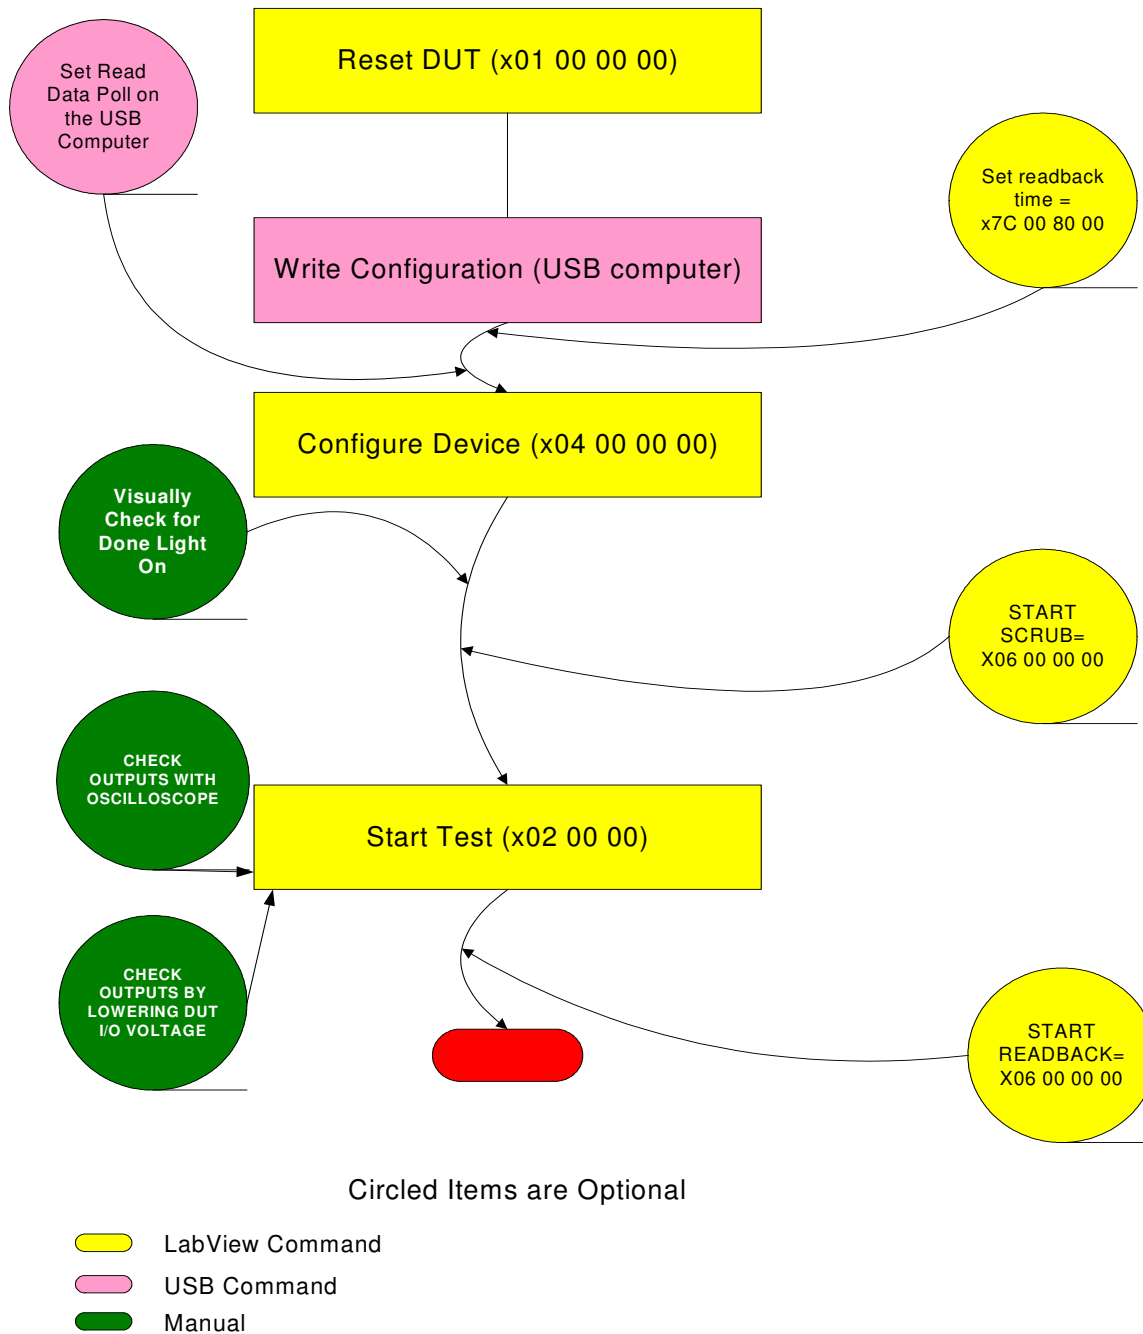 Reset DUT (x01 00 00 00)
Set Read
Data Poll on
the USB
Computer
Set readback
time =
x7C 00 80 00
Write Configuration (USB computer)
Configure Device (x04 00 00 00)
Visually
Check for
Done Light
On
START
SCRUB=
X06 00 00 00
CHECK
OUTPUTS WITH
OSCILLOSCOPE
Start Test (x02 00 00)
CHECK
OUTPUTS BY
LOWERING DUT
I/O VOLTAGE
START
READBACK=
X06 00 00 00
Circled Items are Optional
LabView Command
USB Command
Manual